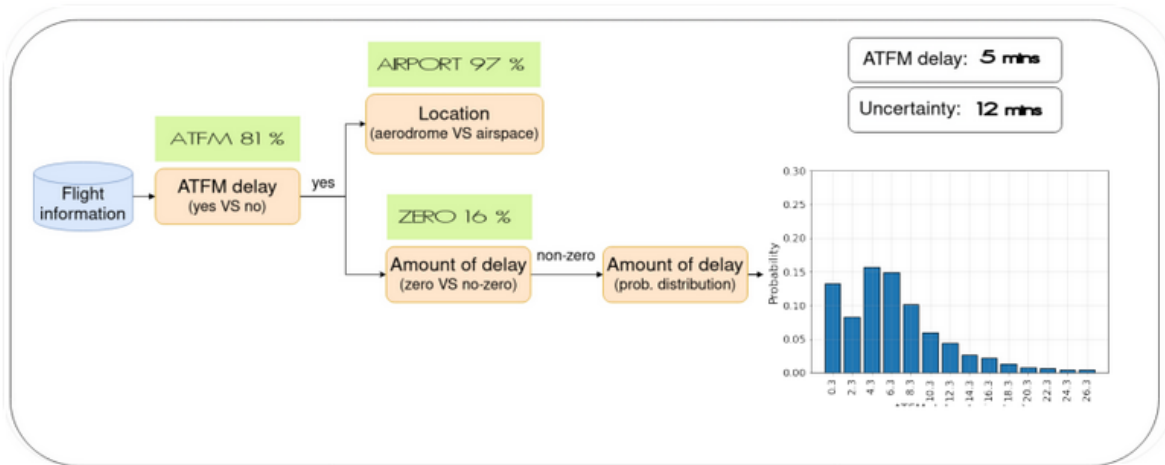 AIRPORT 97 %
Location
(aerodrome VS airspace)
ATFM 81 %
ATFM delay
(yes VS no)
Flight
information
yes
ZERO 16 %
Amount of delay
(zero VS no-zero)
non-zero
Amount of delay
(prob. distribution)
ATFM delay: 5 mins
Uncertainty: 12 mins
Probability
0.30
0.25
0.20
0.15
0.10
0.05
0.00
0.3
2.3
4.3
6.3
8.3
10.3
12.3
14.3
16.3
18.3
20.3
22.3
24.3
26.3